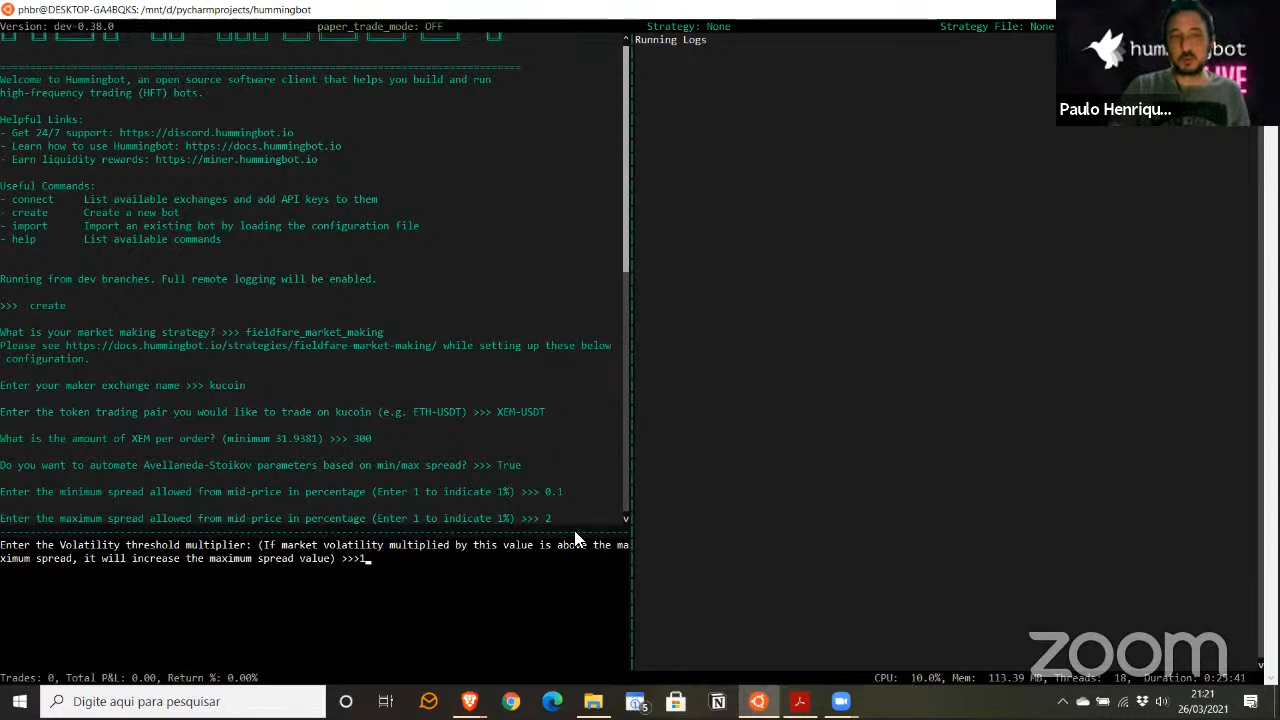 phbr@DESKTOP-GA4BQKS: /mnt/d/pycharmprojects/hummingbot
Version: dev-0.38.0 paper_trade_mode: OFF Strategy: None Strategy File: None
Running Logs
Paulo Henriqu...
Welcome to Hummingbot, an open source software client that helps you build and run
high-frequency trading (HFT) bots.
Helpful Links:
- Get 24/7 support: https://discord.hummingbot.io
- Learn how to use Hummingbot: https://docs.hummingbot.io
- Earn liquidity rewards: https://miner.hummingbot.io
Useful Commands:
- connect List available exchanges and add API keys to them
- create Create a new bot
- import Import an existing bot by loading the configuration file
- help List available commands
Running from dev branches. Full remote logging will be enabled.
>>> create
What is your market making strategy? >>> fieldfare_market_making
Please see https://docs.hummingbot.io/strategies/fieldfare-market-making/ while setting up these below
configuration.
Enter your maker exchange name >>> kucoin
Enter the token trading pair you would like to trade on kucoin (e.g. ETH-USDT) >>> XEM-USDT
What is the amount of XEM per order? (minimum 31.9381) >>> 300
Do you want to automate Avellaneda-Stoikov parameters based on min/max spread? >>> True
Enter the minimum spread allowed from mid-price in percentage (Enter 1 to indicate 1%) >>> 0.1
Enter the maximum spread allowed from mid-price in percentage (Enter 1 to indicate 1%) >>> 2
Enter the Volatility threshold multiplier: (If market volatility multiplied by this value is above the ma
ximum spread, it will increase the maximum spread value) >>>1_
zoom
Trades: 0, Total P&L: 0.00, Return %: 0.00% CPU: 10.0%, Mem: 113.39 MB, Threads: 18, Duration: 0:25:41
Digite aqui para pesquisar
21:21
26/03/2021